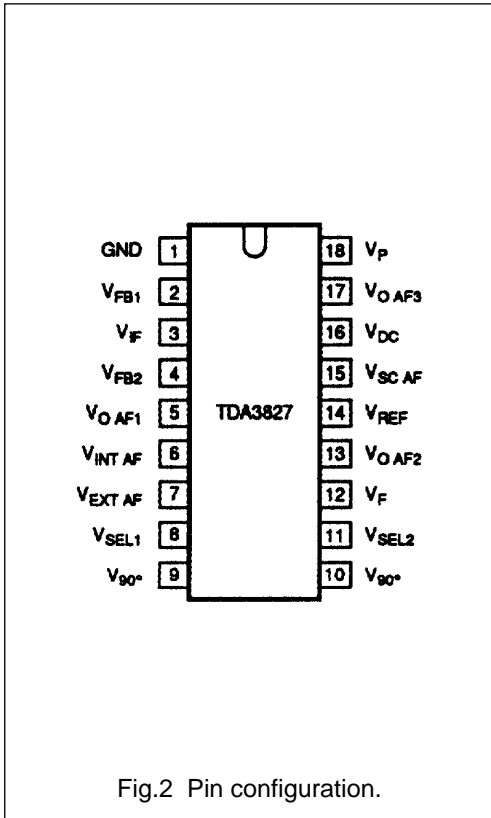 GND 1 18 VP
VFB1 2 17 VO AF3
VIF 3 16 VDC
VFB2 4 15 VSC AF
VO AF1 5 TDA3827 14 VREF
VINT AF 6 13 VO AF2
VEXT AF 7 12 VF
VSEL1 8 11 VSEL2
V90° 9 10 V90°
Fig.2 Pin configuration.